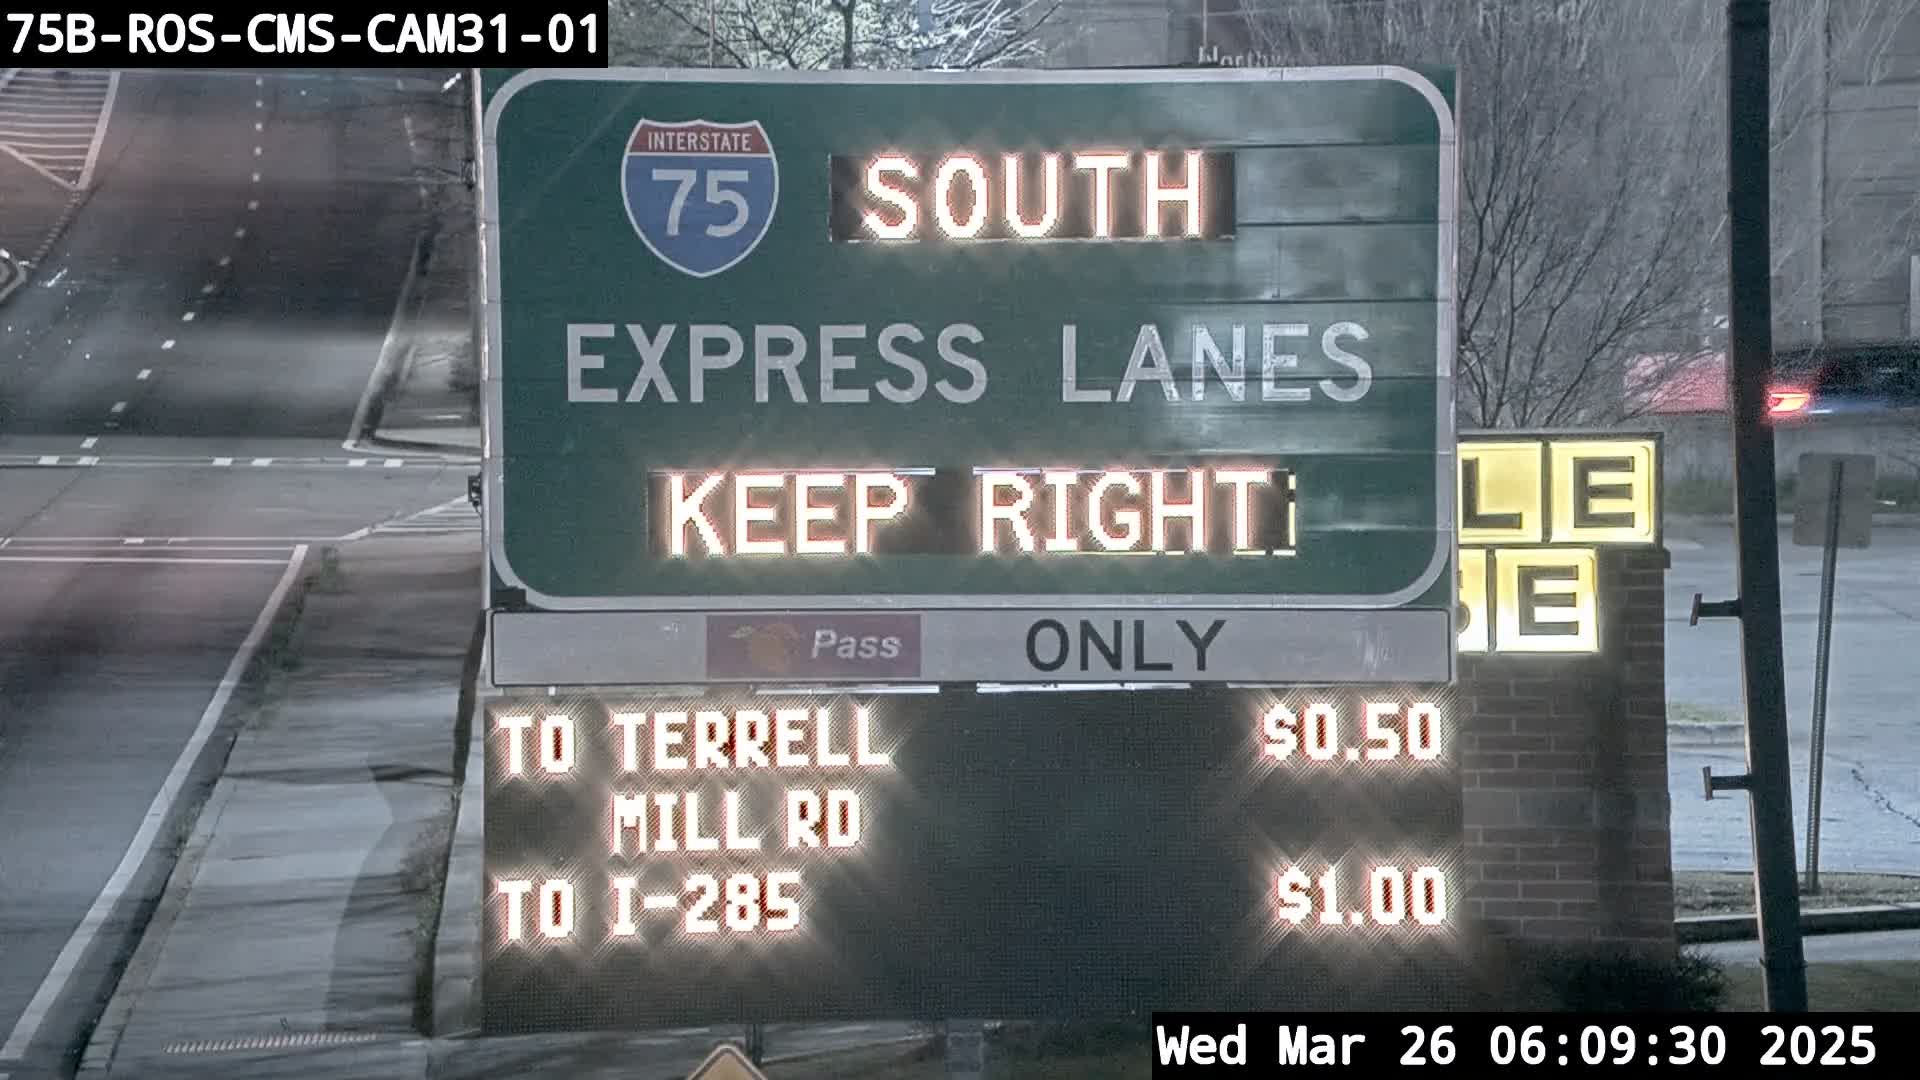 75B-ROS-CMS-CAM31-01
INTERSTATE
75
SOUTH
EXPRESS LANES
KEEP RIGHT
Pass ONLY
TO TERRELL $0.50
MILL RD
TO I-285 $1.00
LE
E
Wed Mar 26 06:09:30 2025